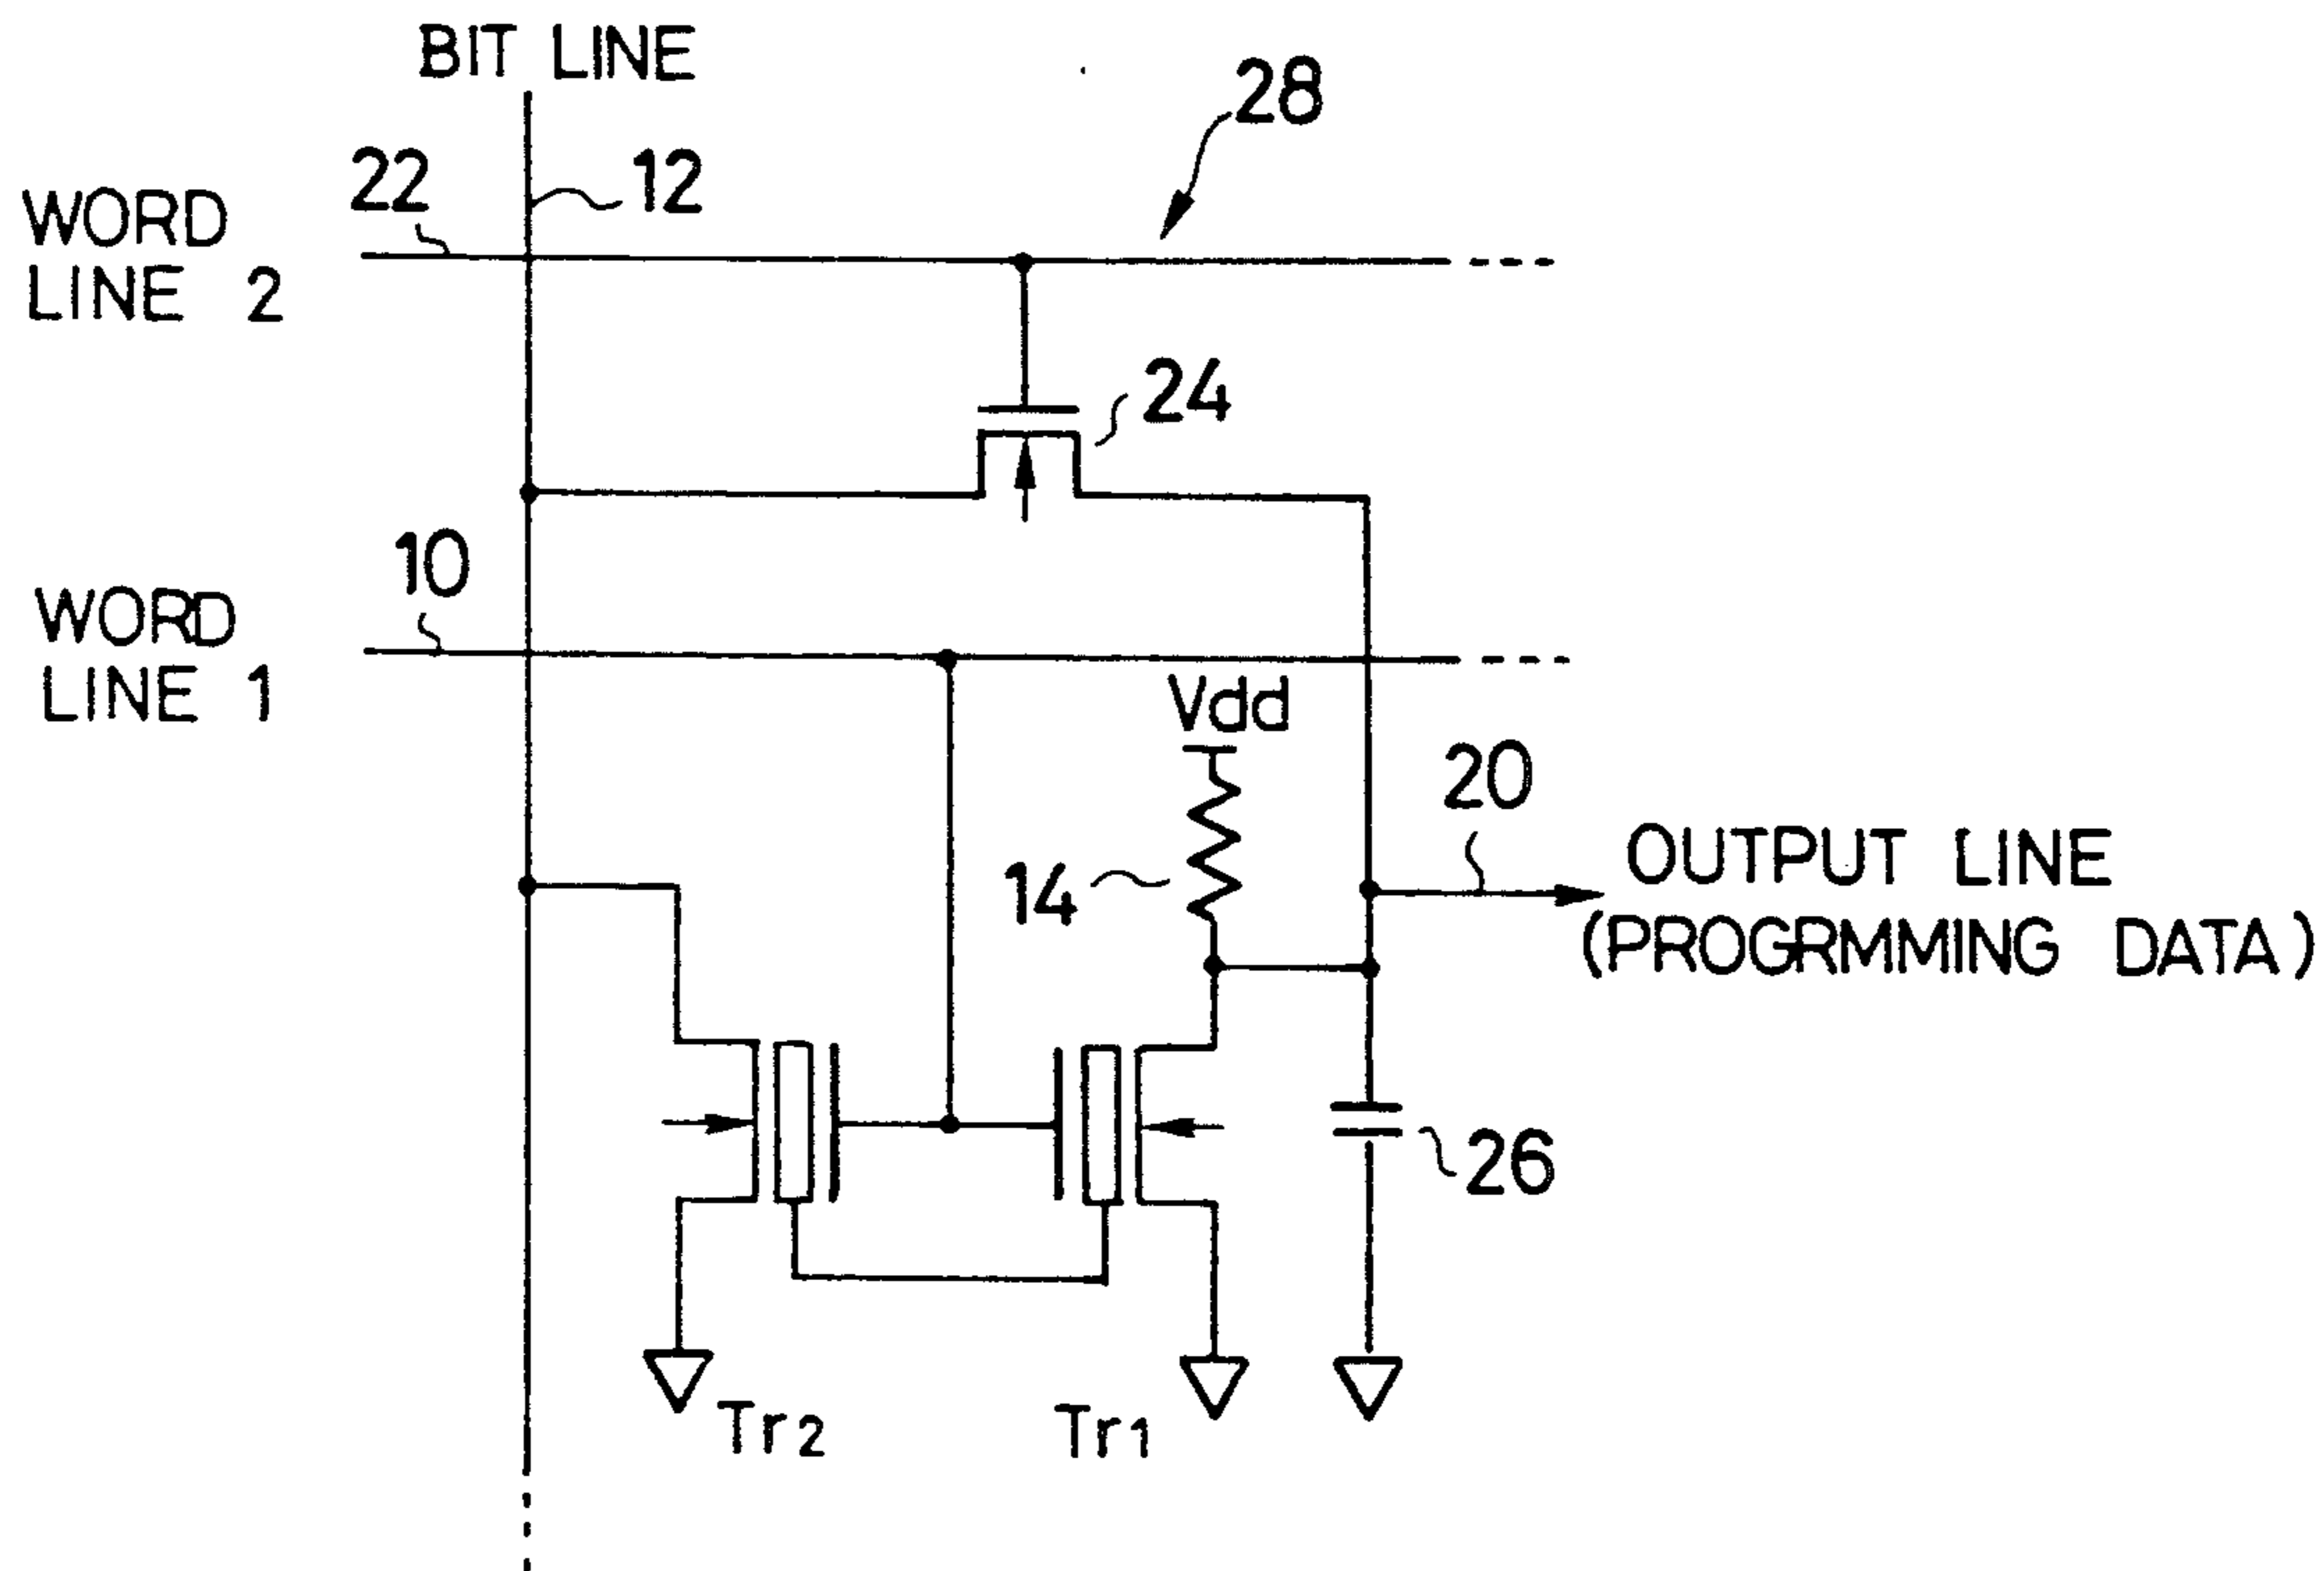 BIT LINE
28
22
12
WORD
LINE 2
24
10
WORD
LINE 1
Vdd
20
14
OUTPUT LINE
(PROGRMMING DATA)
26
Tr2
Tr1